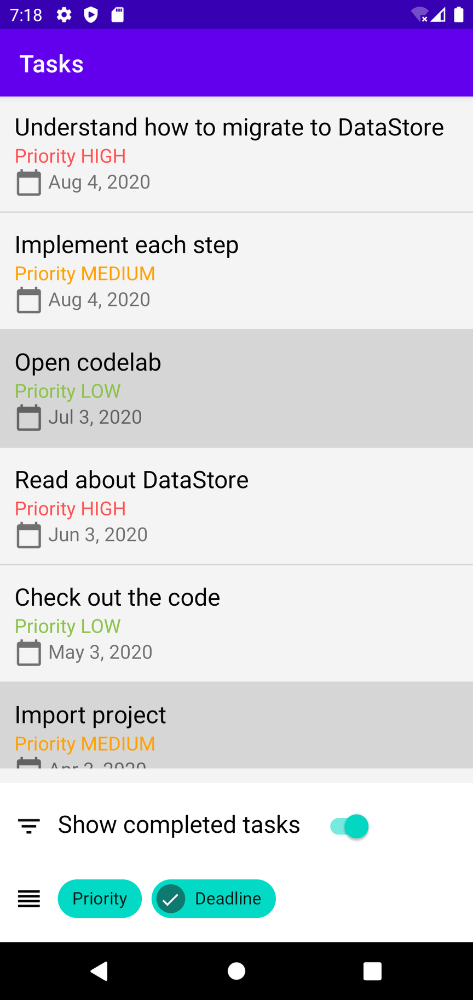 7:18
Tasks
Understand how to migrate to DataStore
Priority HIGH
Aug 4, 2020
Implement each step
Priority MEDIUM
Aug 4, 2020
Open codelab
Priority LOW
Jul 3, 2020
Read about DataStore
Priority HIGH
Jun 3, 2020
Check out the code
Priority LOW
May 3, 2020
Import project
Priority MEDIUM
Show completed tasks
Priority
Deadline